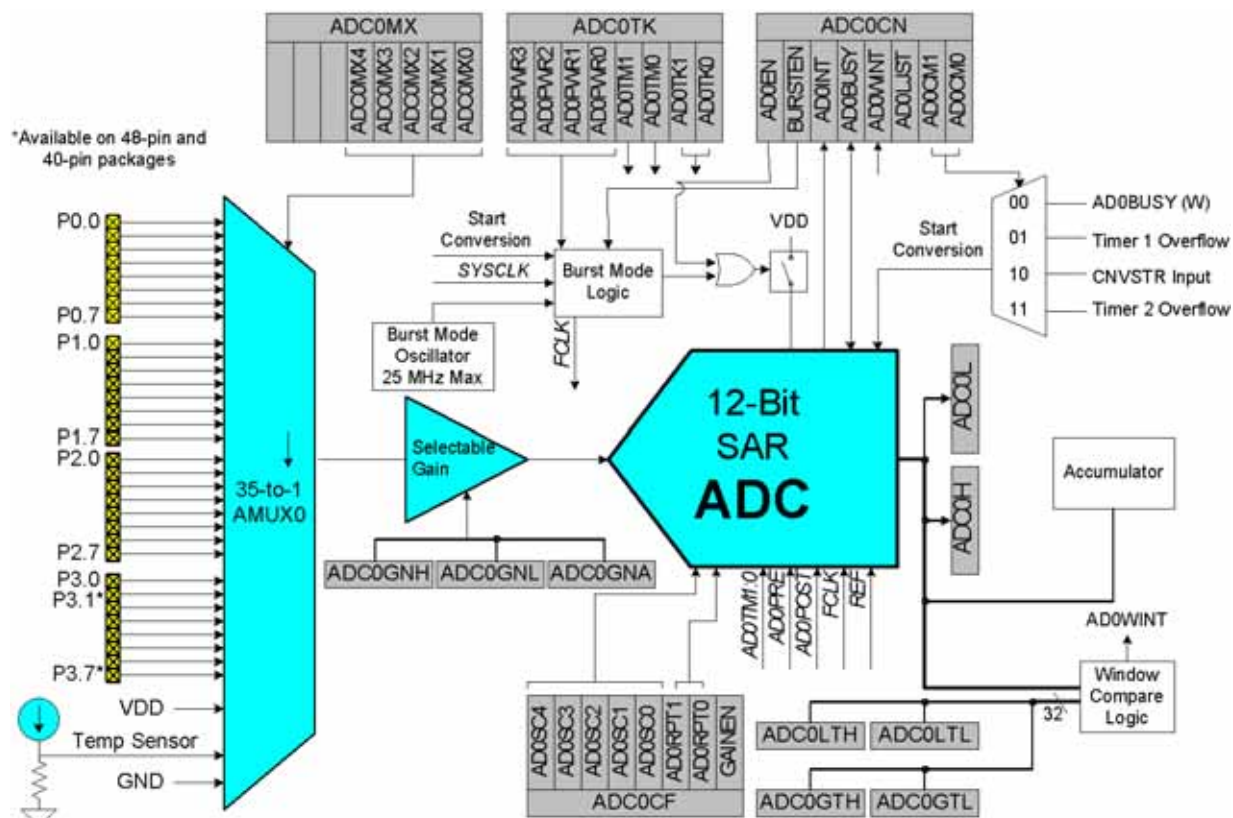 ADC0MX
ADC0MX4
ADC0MX3
ADC0MX2
ADC0MX1
ADC0MX0
ADC0TK
AD0PWR3
AD0PWR2
AD0PWR1
AD0PWR0
AD0TM1
AD0TM0
AD0TK1
AD0TK0
ADC0CN
AD0EN
BURSTEN
AD0INT
AD0BUSY
AD0WINT
AD0LJST
AD0CM1
AD0CM0
*Available on 48-pin and
40-pin packages
P0.0
P0.7
P1.0
P1.7
P2.0
P2.7
P3.0
P3.1*
P3.7*
VDD
Temp Sensor
GND
35-to-1
AMUX0
Start
Conversion
SYSCLK
Burst Mode
Logic
Burst Mode
Oscillator
25 MHz Max
FCLK
VDD
Start
Conversion
00
01
10
11
AD0BUSY (W)
Timer 1 Overflow
CNVSTR Input
Timer 2 Overflow
Selectable
Gain
12-Bit
SAR
ADC
ADC0L
ADC0H
Accumulator
ADC0GNH
ADC0GNL
ADC0GNA
AD0TM1:0
AD0PRE
AD0POST
FCLK
REF
AD0WINT
Window
Compare
Logic
32
AD0SC4
AD0SC3
AD0SC2
AD0SC1
AD0SC0
AD0RPT1
AD0RPT0
GAINEN
ADC0CF
ADC0LTH
ADC0LTL
ADC0GTH
ADC0GTL